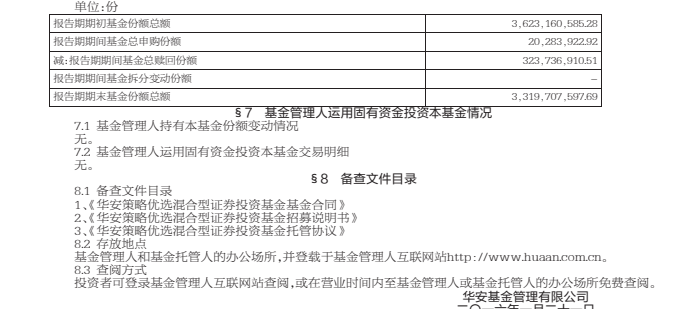 单位:份
报告期期初基金份额总额 3,623,160,585.28
报告期期间基金总申购份额 20,283,922.92
减:报告期期间基金总赎回份额 323,736,910.51
报告期期间基金拆分变动份额 –
报告期期末基金份额总额 3,319,707,597.69
§7 基金管理人运用固有资金投资本基金情况
7.1 基金管理人持有本基金份额变动情况
无。
7.2 基金管理人运用固有资金投资本基金交易明细
无。
§8 备查文件目录
8.1 备查文件目录
1、《华安策略优选混合型证券投资基金基金合同》
2、《华安策略优选混合型证券投资基金招募说明书》
3、《华安策略优选混合型证券投资基金托管协议》
8.2 存放地点
基金管理人和基金托管人的办公场所,并登载于基金管理人互联网站http://www.huaan.com.cn。
8.3 查阅方式
投资者可登录基金管理人互联网站查阅,或在营业时间内至基金管理人或基金托管人的办公场所免费查阅。
华安基金管理有限公司
二〇一六年一月二十一日